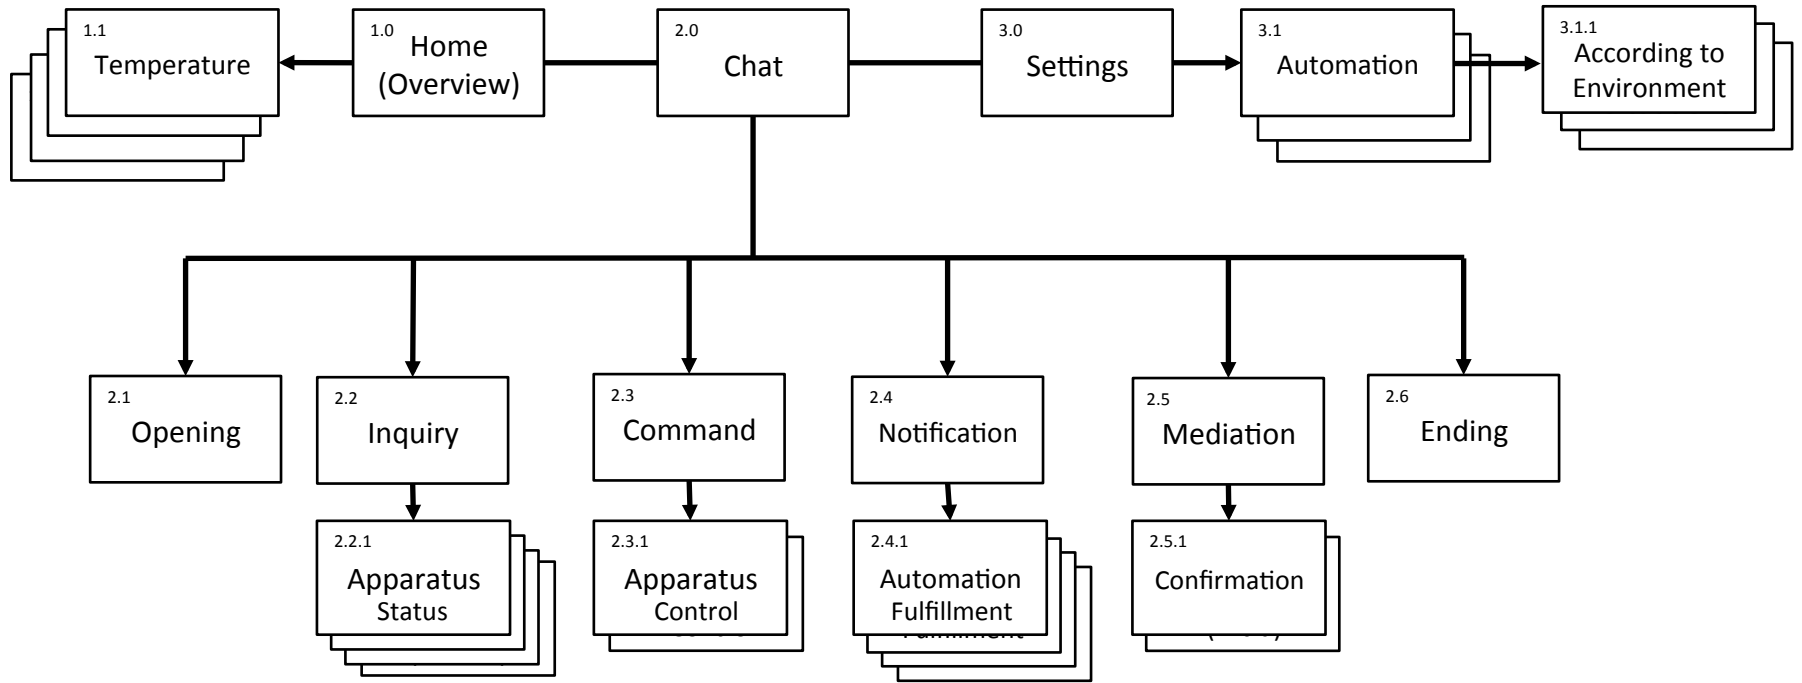 1.1
Temperature
1.0
Home
(Overview)
2.0
Chat
3.0
Settings
3.1
Automation
3.1.1
According to
Environment
2.1
Opening
2.2
Inquiry
2.3
Command
2.4
Notification
2.5
Mediation
2.6
Ending
2.2.1
Apparatus
Status
2.3.1
Apparatus
Control
2.4.1
Automation
Fulfillment
2.5.1
Confirmation